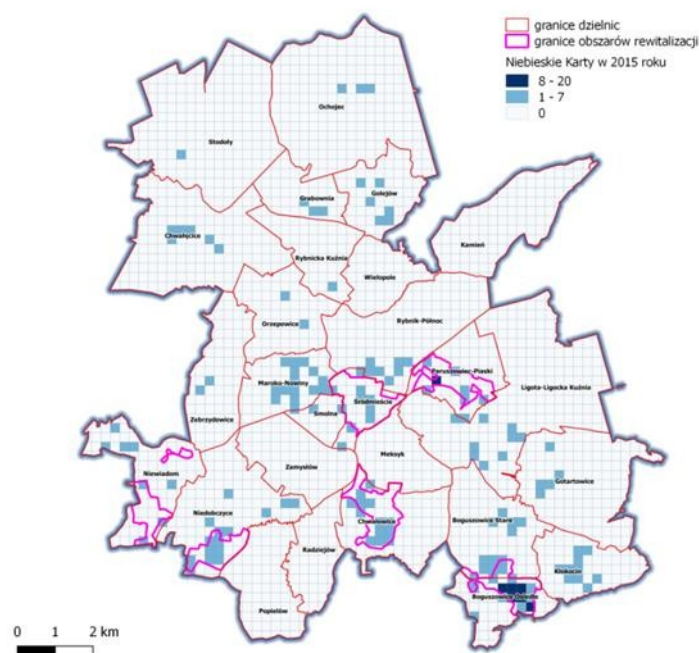 granice dzielnic
granice obszarów rewitalizacji
Niebieskie Karty w 2015 roku
8 - 20
1 - 7
0
Ochojec
Stodoły
Golejów
Grabownia
Chwałęcice
Kamień
Rybnicka Kuźnia
Wielopole
Orzepowice
Rybnik-Północ
Paruszowiec-Piaski
Maroko-Nowiny
Ligota-Ligocka Kuźnia
Śródmieście
Smolna
Zebrzydowice
Meksyk
Zamysłów
Niewiadom
Gotartowice
Niedobczyce
Boguszowice Stare
Chwałowice
Radziejów
Kłokocin
Boguszowice Osiedle
Popielów
0 1 2 km